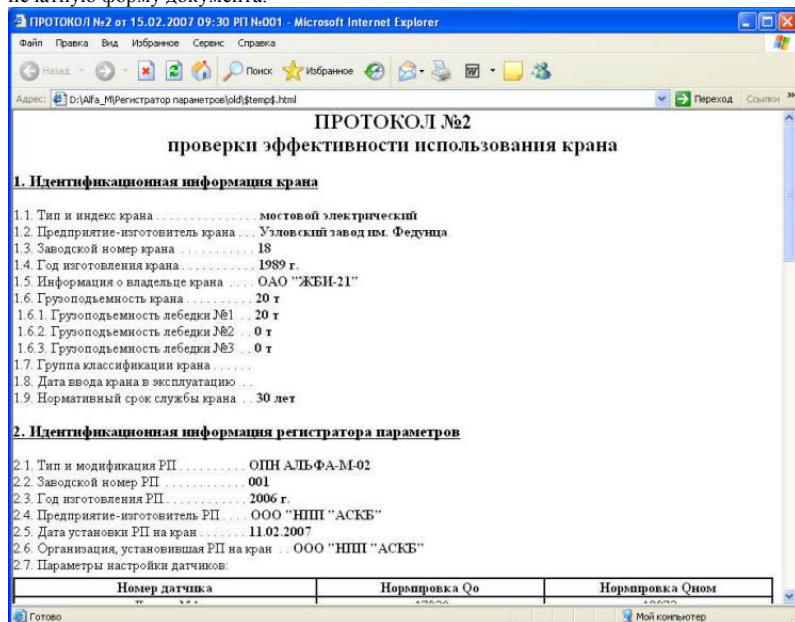 печатную форму документа.
ПРОТОКОЛ №2 от 15.02.2007 09:30 РП №001 - Microsoft Internet Explorer
Файл Правка Вид Избранное Сервис Справка
Назад Поиск Избранное
Адрес: D:\Alfa_M\Регистратор параметров\old\$temp$.html Переход Ссылки »
ПРОТОКОЛ №2
проверки эффективности использования крана
1. Идентификационная информация крана
1.1. Тип и индекс крана . . . . . . . . . . . . . . . мостовой электрический
1.2. Предприятие-изготовитель крана . . . Узловский завод им. Федунца
1.3. Заводской номер крана . . . . . . . . . . . 18
1.4. Год изготовления крана . . . . . . . . . . . 1989 г.
1.5. Информация о владельце крана . . . . ОАО "ЖБИ-21"
1.6. Грузоподъемность крана . . . . . . . . . . 20 т
1.6.1. Грузоподъемность лебедки №1 . . 20 т
1.6.2. Грузоподъемность лебедки №2 . . 0 т
1.6.3. Грузоподъемность лебедки №3 . . 0 т
1.7. Группа классификации крана . . . . . .
1.8. Дата ввода крана в эксплуатацию . .
1.9. Нормативный срок службы крана . . 30 лет
2. Идентификационная информация регистратора параметров
2.1. Тип и модификация РП . . . . . . . . . . ОПН АЛЬФА-М-02
2.2. Заводской номер РП . . . . . . . . . . . . . 001
2.3. Год изготовления РП . . . . . . . . . . . . 2006 г.
2.4. Предприятие-изготовитель РП . . . . ООО "НПП "АСКБ"
2.5. Дата установки РП на кран . . . . . . . 11.02.2007
2.6. Организация, установившая РП на кран . . ООО "НПП "АСКБ"
2.7. Параметры настройки датчиков:
Номер датчика Нормировка Qo Нормировка Qном
Готово Мой компьютер